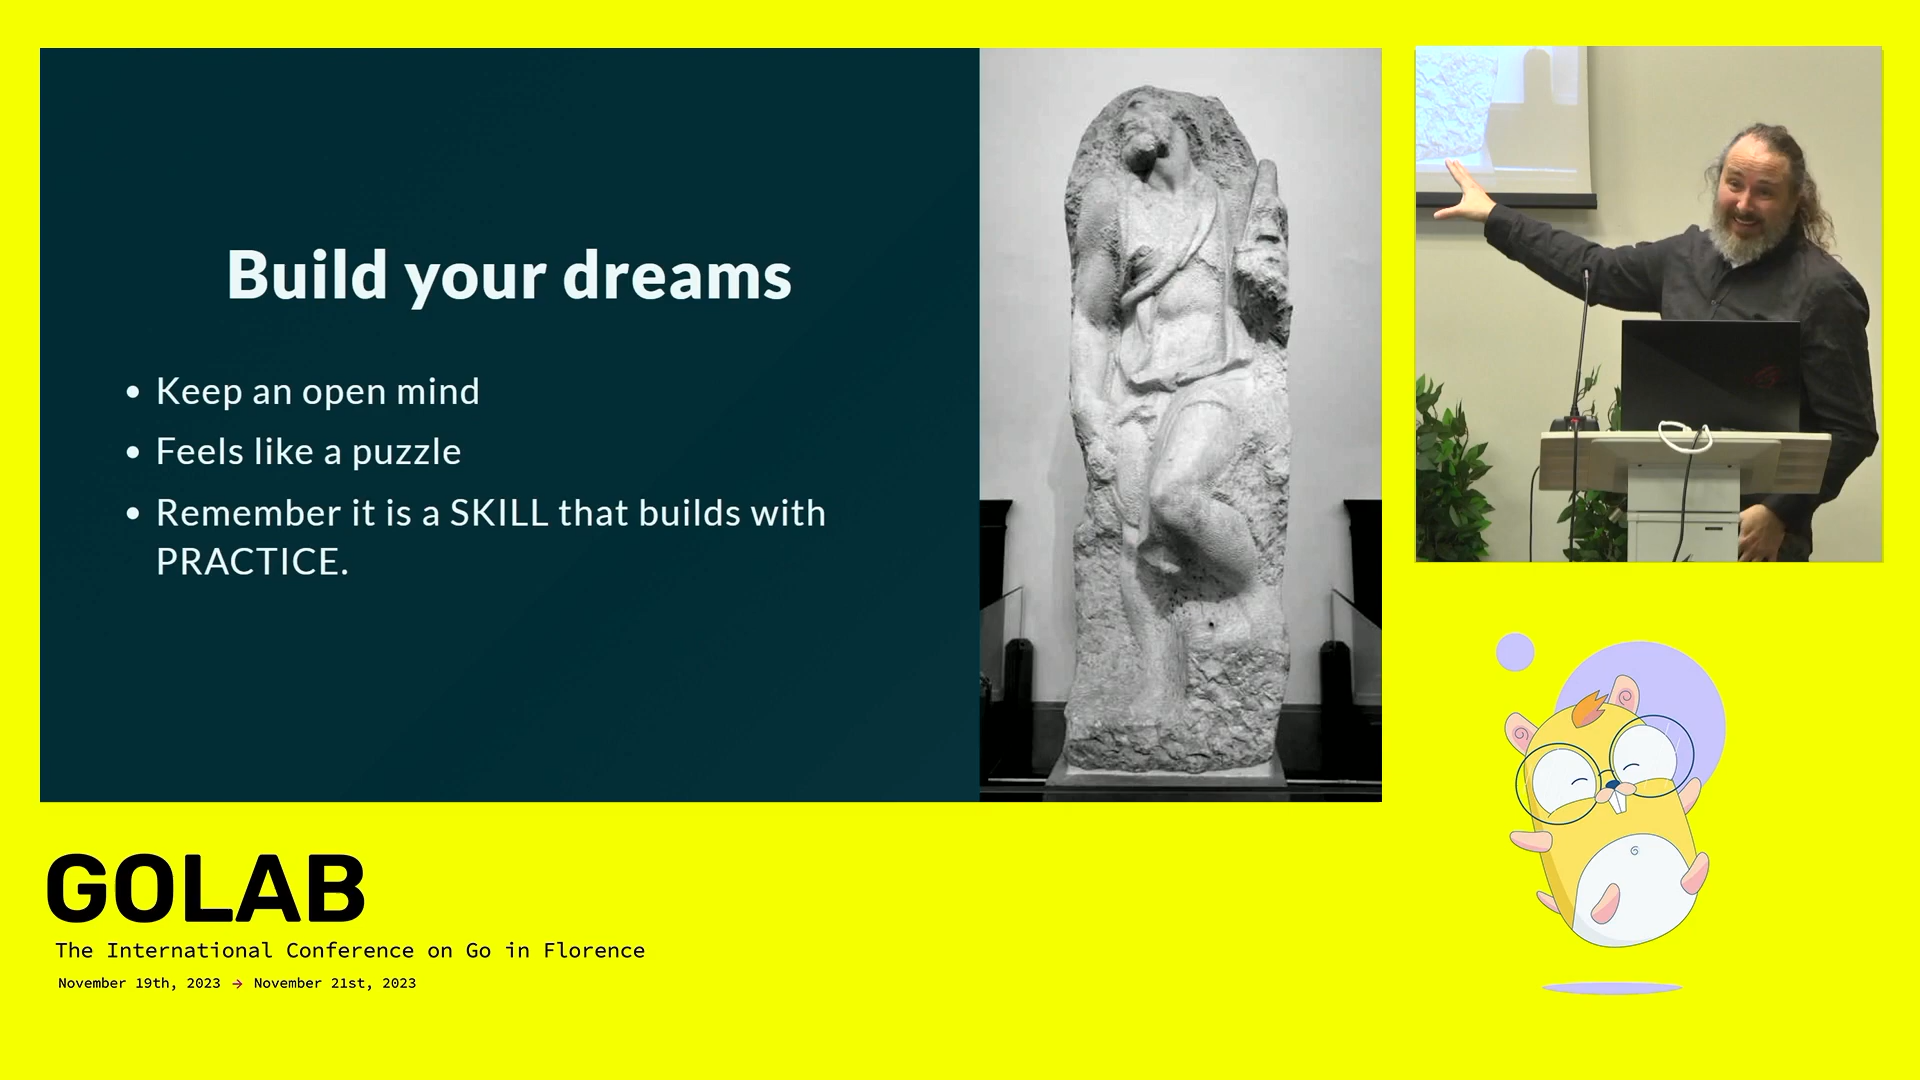 Build your dreams
• Keep an open mind
• Feels like a puzzle
• Remember it is a SKILL that builds with
PRACTICE.
GOLAB
The International Conference on Go in Florence
November 19th, 2023 → November 21st, 2023